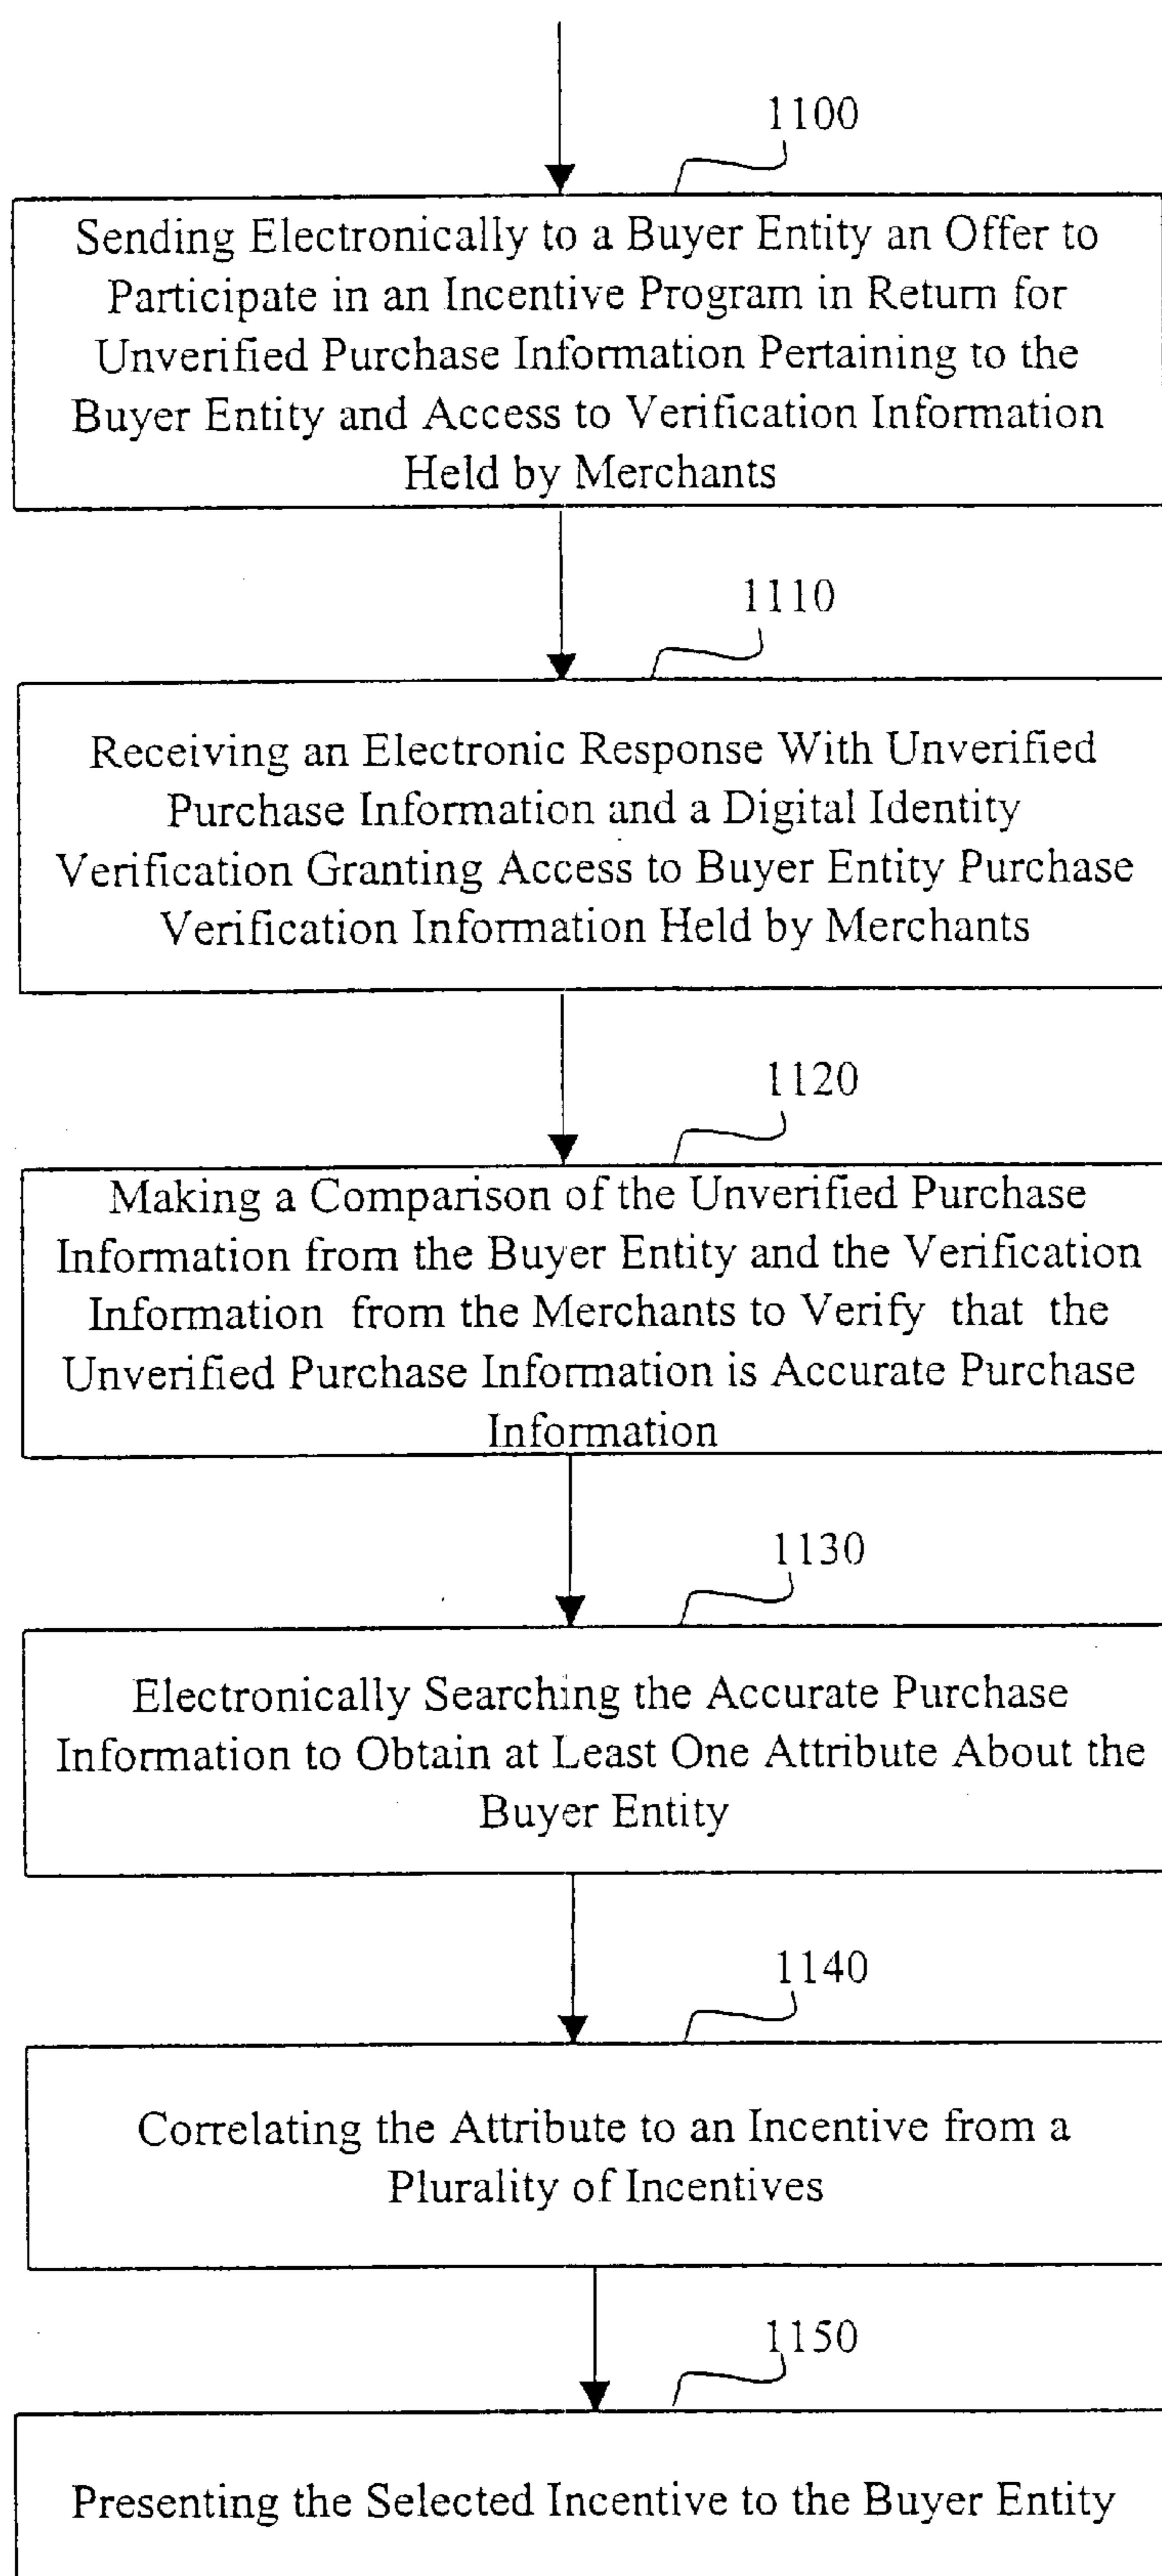 1100
Sending Electronically to a Buyer Entity an Offer to
Participate in an Incentive Program in Return for
Unverified Purchase Information Pertaining to the
Buyer Entity and Access to Verification Information
Held by Merchants
1110
Receiving an Electronic Response With Unverified
Purchase Information and a Digital Identity
Verification Granting Access to Buyer Entity Purchase
Verification Information Held by Merchants
1120
Making a Comparison of the Unverified Purchase
Information from the Buyer Entity and the Verification
Information from the Merchants to Verify that the
Unverified Purchase Information is Accurate Purchase
Information
1130
Electronically Searching the Accurate Purchase
Information to Obtain at Least One Attribute About the
Buyer Entity
1140
Correlating the Attribute to an Incentive from a
Plurality of Incentives
1150
Presenting the Selected Incentive to the Buyer Entity